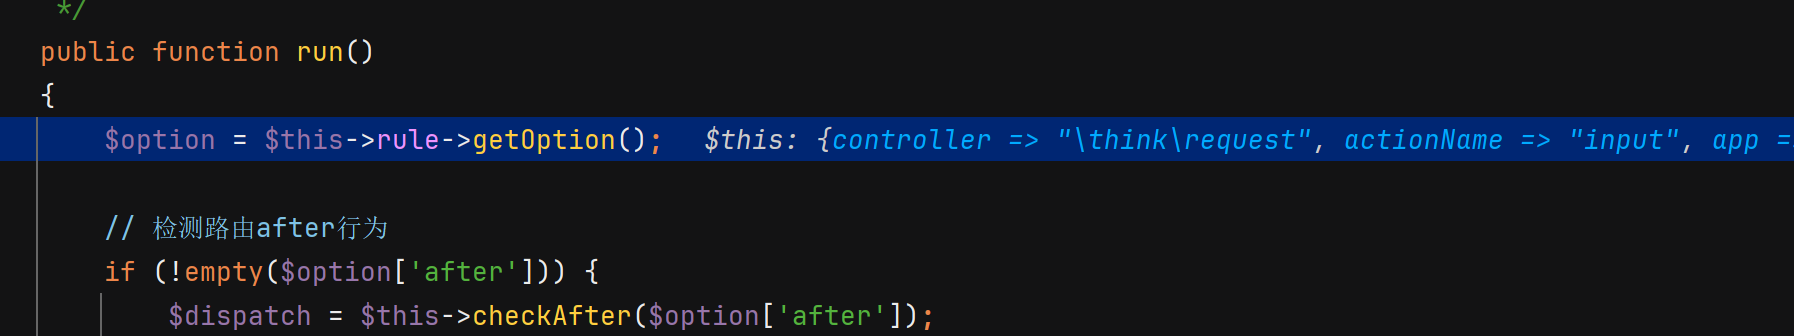 */
public function run()
{
$option = $this->rule->getOption(); $this: {controller => "\think\request", actionName => "input", app =>
// 检测路由after行为
if (!empty($option['after'])) {
$dispatch = $this->checkAfter($option['after']);